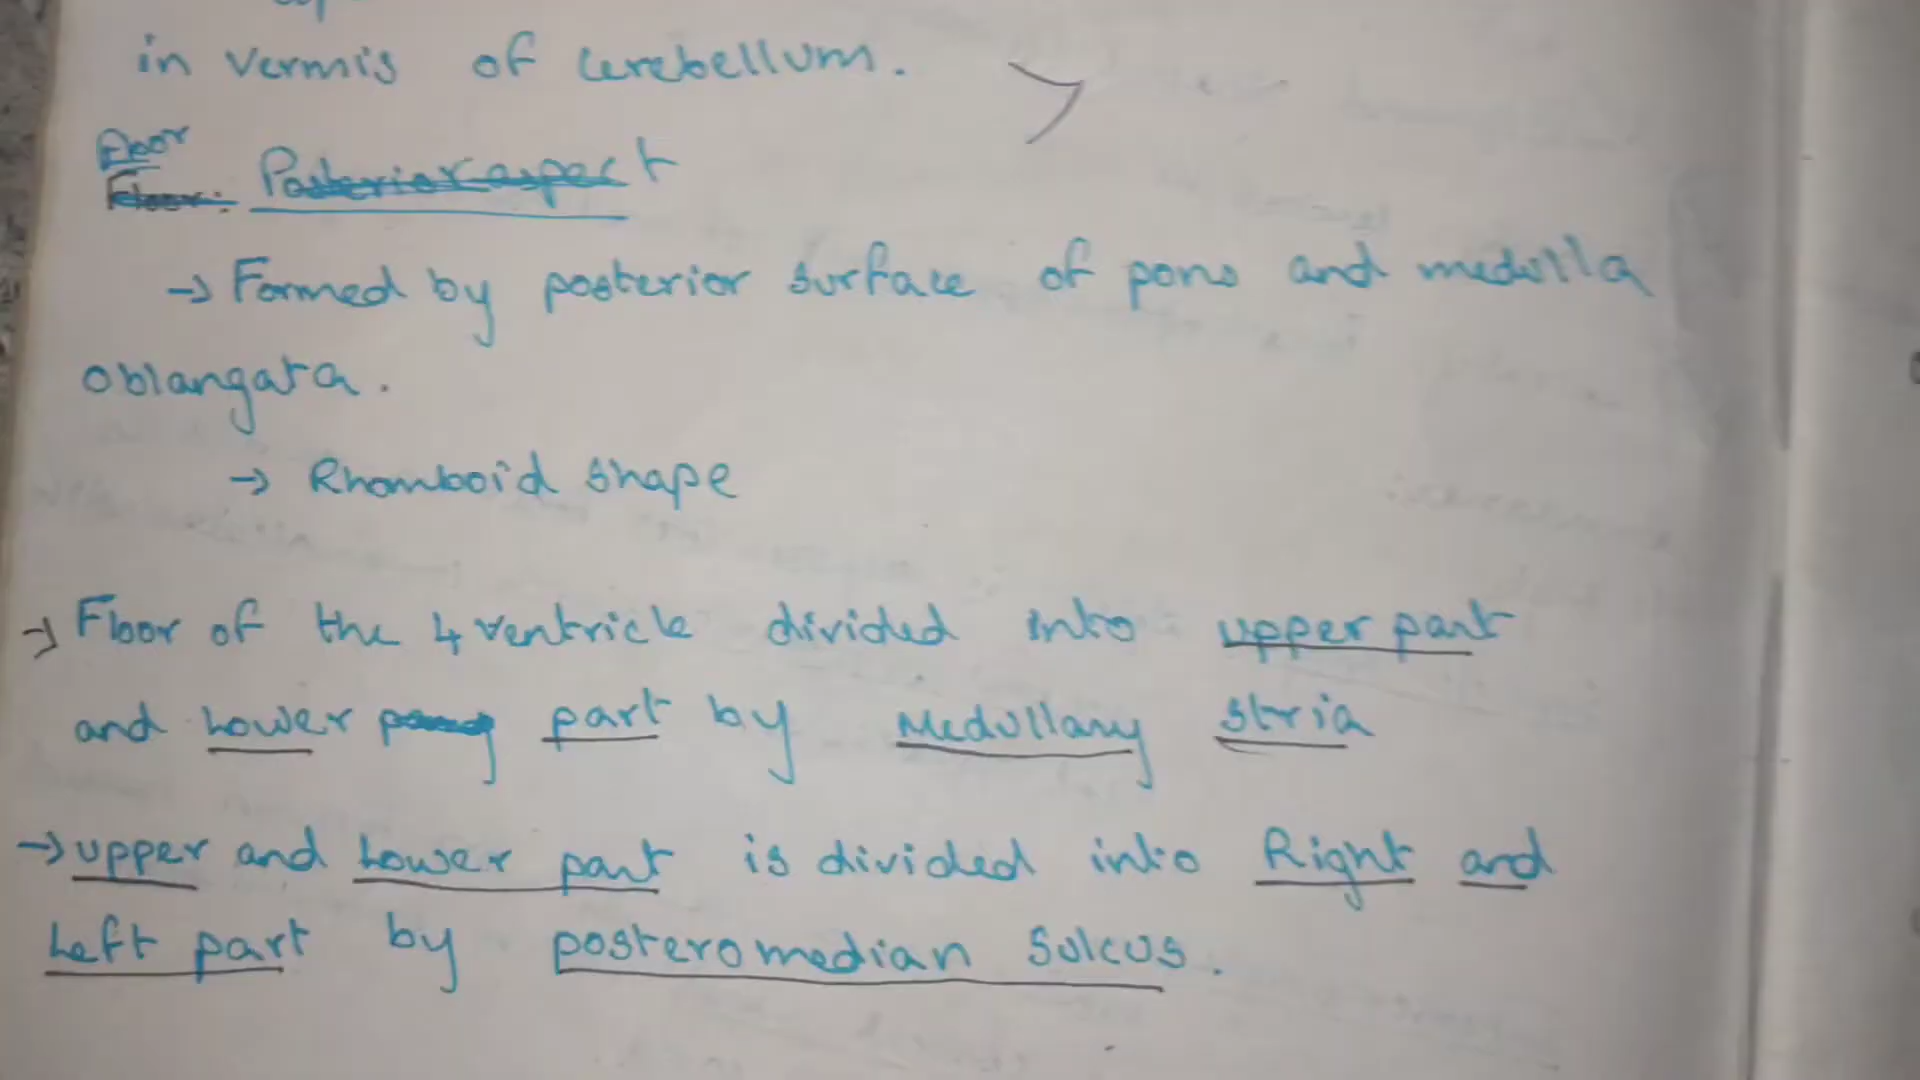 in vermis of cerebellum.
Floor
Floor: Posterior aspect
→ Formed by posterior surface of pons and medulla
oblangata.
→ Rhomboid shape
→ Floor of the 4 ventricle divided into upper part
and Lower part by Medullary stria
→ upper and Lower part is divided into Right and
Left part by posteromedian sulcus.